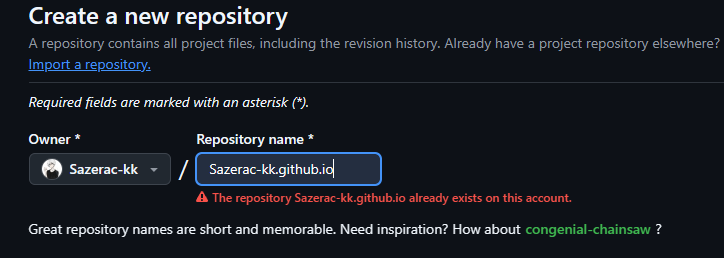 Create a new repository
A repository contains all project files, including the revision history. Already have a project repository elsewhere?
Import a repository.
Required fields are marked with an asterisk (*).
Owner * Repository name *
Sazerac-kk / Sazerac-kk.github.io
The repository Sazerac-kk.github.io already exists on this account.
Great repository names are short and memorable. Need inspiration? How about congenial-chainsaw ?